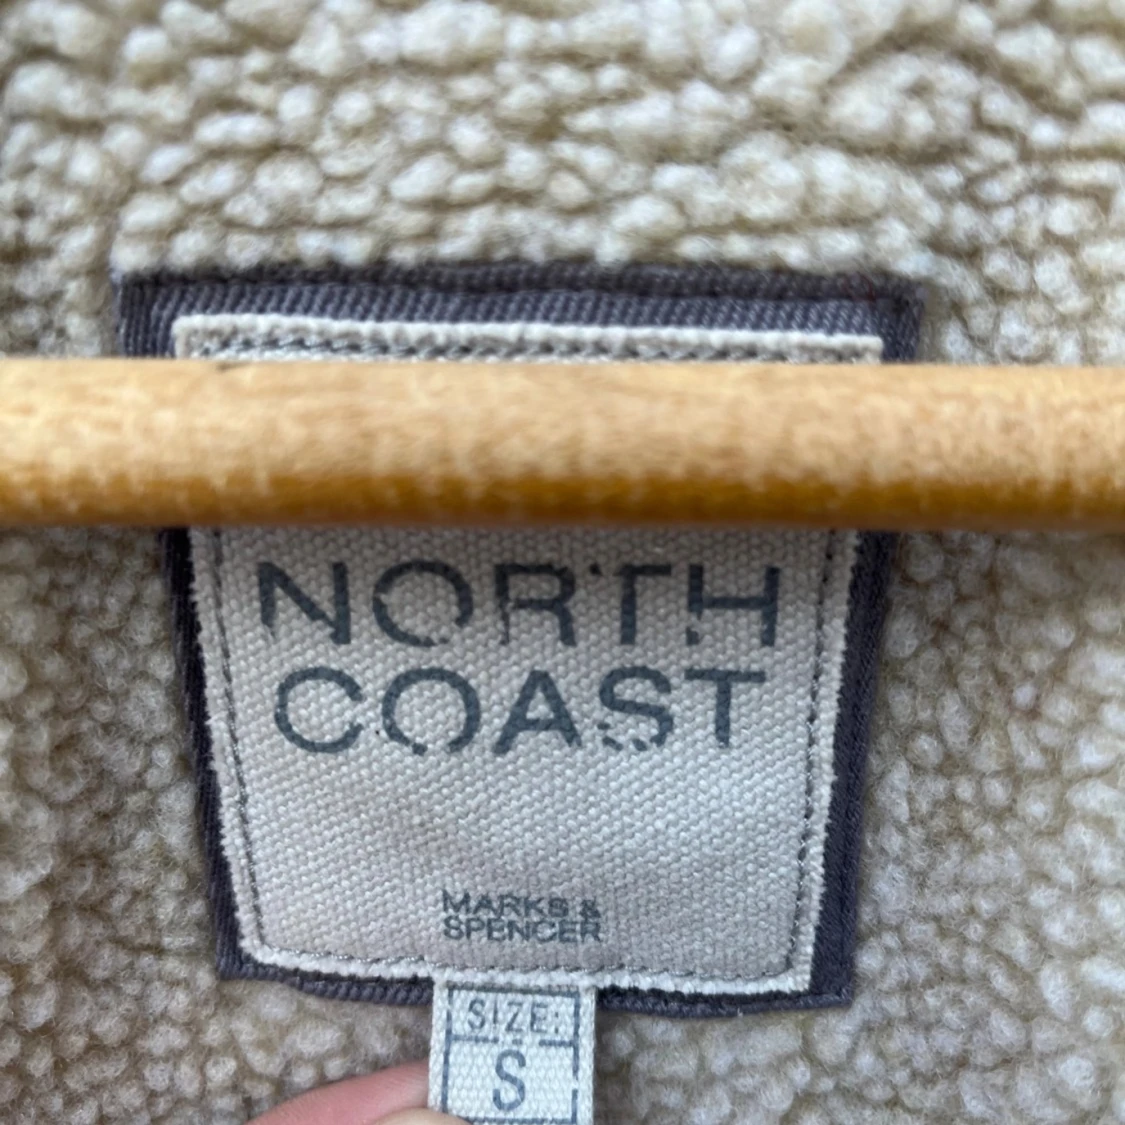 NORTH
COAST
MARKS &
SPENCER
SIZE:
S